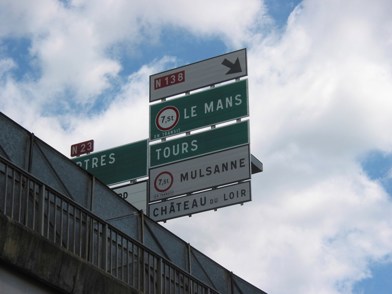 N 138
LE MANS
7,5t
TOURS
7,5t
MULSANNE
CHÂTEAU DU LOIR
N 23
TRES